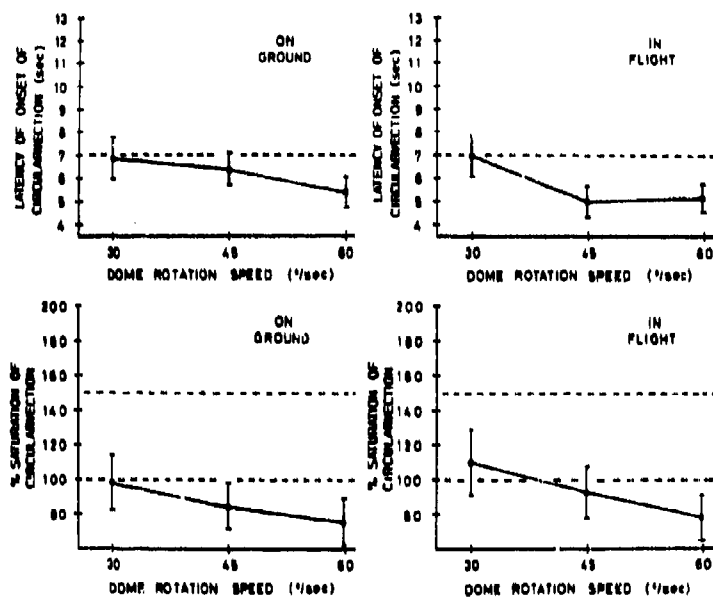 LATENCY OF ONSET OF
CIRCULARVECTION (sec)
13
12
11
10
9
8
7
6
5
4
ON
GROUND
30 45 60
DOME ROTATION SPEED (°/sec)
LATENCY OF ONSET OF
CIRCULARVECTION (sec)
13
12
11
10
9
8
7
6
5
4
IN
FLIGHT
30 45 60
DOME ROTATION SPEED (°/sec)
% SATURATION OF
CIRCULARVECTION
200
180
160
140
120
100
80
ON
GROUND
30 45 60
DOME ROTATION SPEED (°/sec)
% SATURATION OF
CIRCULARVECTION
200
180
160
140
120
100
80
IN
FLIGHT
30 45 60
DOME ROTATION SPEED (°/sec)